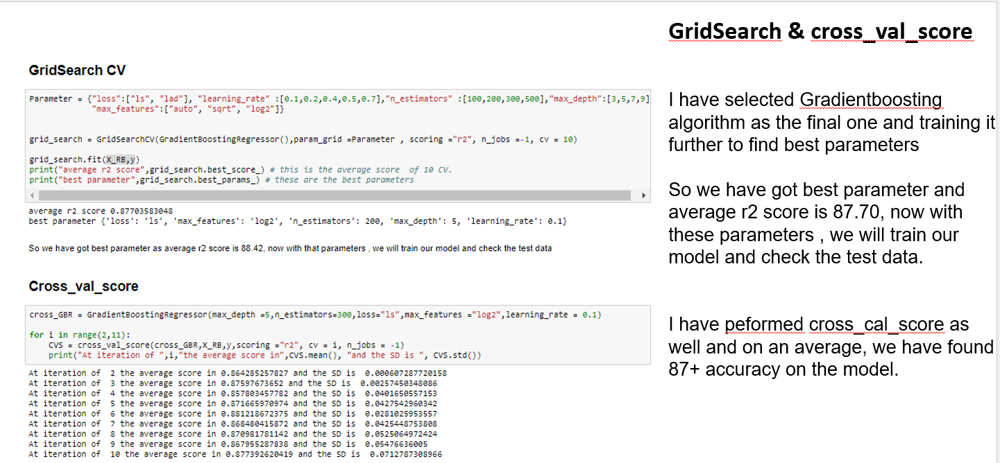 GridSearch & cross_val_score
GridSearch CV
Parameter = {"loss":["ls", "lad"], "learning_rate" :[0.1,0.2,0.4,0.5,0.7],"n_estimators" :[100,200,300,500],"max_depth":[3,5,7,9]
"max_features":["auto", "sqrt", "log2"]}
grid_search = GridSearchCV(GradientBoostingRegressor(),param_grid =Parameter , scoring ="r2", n_jobs =-1, cv = 10)
grid_search.fit(X_RB,y)
print("average r2 score",grid_search.best_score_) # this is the average score  of 10 CV.
print("best parameter",grid_search.best_params_) # these are the best parameters
average r2 score 0.87703583048
best parameter {'loss': 'ls', 'max_features': 'log2', 'n_estimators': 200, 'max_depth': 5, 'learning_rate': 0.1}
So we have got best parameter as average r2 score is 88.42, now with that parameters , we will train our model and check the test data
Cross_val_score
cross_GBR = GradientBoostingRegressor(max_depth =5,n_estimators=300,loss="ls",max_features ="log2",learning_rate = 0.1)
for i in range(2,11):
CVS = cross_val_score(cross_GBR,X_RB,y,scoring ="r2", cv = i, n_jobs = -1)
print("At iteration of ",i,"the average score in",CVS.mean(), "and the SD is ", CVS.std())
At iteration of  2 the average score in 0.864285257827 and the SD is  0.000607287720158
At iteration of  3 the average score in 0.87597673652 and the SD is  0.00257450348086
At iteration of  4 the average score in 0.857803457782 and the SD is  0.0401650557153
At iteration of  5 the average score in 0.871665970974 and the SD is  0.0427542960342
At iteration of  6 the average score in 0.881218672375 and the SD is  0.0281025953557
At iteration of  7 the average score in 0.868480415872 and the SD is  0.0425448753808
At iteration of  8 the average score in 0.870981781142 and the SD is  0.0525064972424
At iteration of  9 the average score in 0.867955287838 and the SD is  0.05476636005
At iteration of  10 the average score in 0.877392620419 and the SD is  0.0712787308966
I have selected Gradientboosting
algorithm as the final one and training it
further to find best parameters
So we have got best parameter and
average r2 score is 87.70, now with
these parameters , we will train our
model and check the test data.
I have peformed cross_cal_score as
well and on an average, we have found
87+ accuracy on the model.